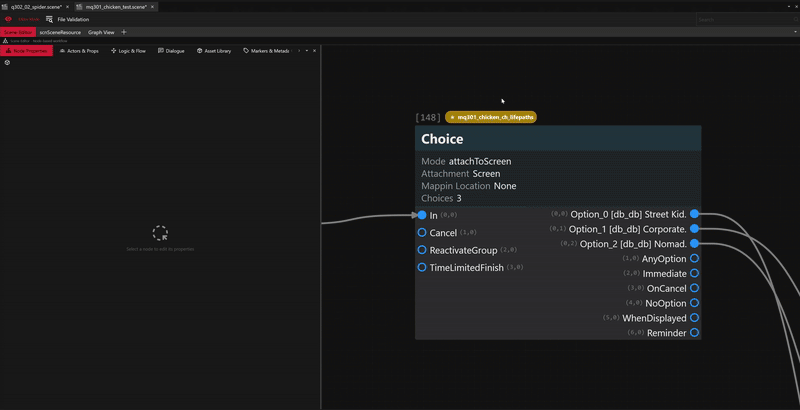 q302_02_spider.scene*
mq301_chicken_test.scene*
File Validation
Search
Scene Editor
scnSceneResource
Graph View
Node Properties
Actors & Props
Logic & Flow
Dialogue
Asset Library
Markers & Metada
Select a node to edit its properties
[148] mq301_chicken_ch_lifepaths
Choice
Mode attachToScreen
Attachment Screen
Mappin Location None
Choices 3
In (0,0)
(0,0) Option_0 [db_db] Street Kid.
Cancel (1,0)
(0,1) Option_1 [db_db] Corporate.
ReactivateGroup (2,0)
(0,2) Option_2 [db_db] Nomad.
TimeLimitedFinish (3,0)
(1,0) AnyOption
(2,0) Immediate
(3,0) OnCancel
(4,0) NoOption
(5,0) WhenDisplayed
(6,0) Reminder